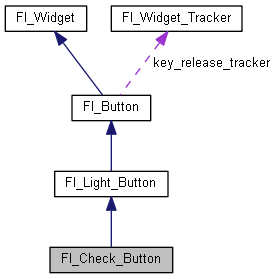 Fl_Widget
Fl_Widget_Tracker
key_release_tracker
Fl_Button
Fl_Light_Button
Fl_Check_Button